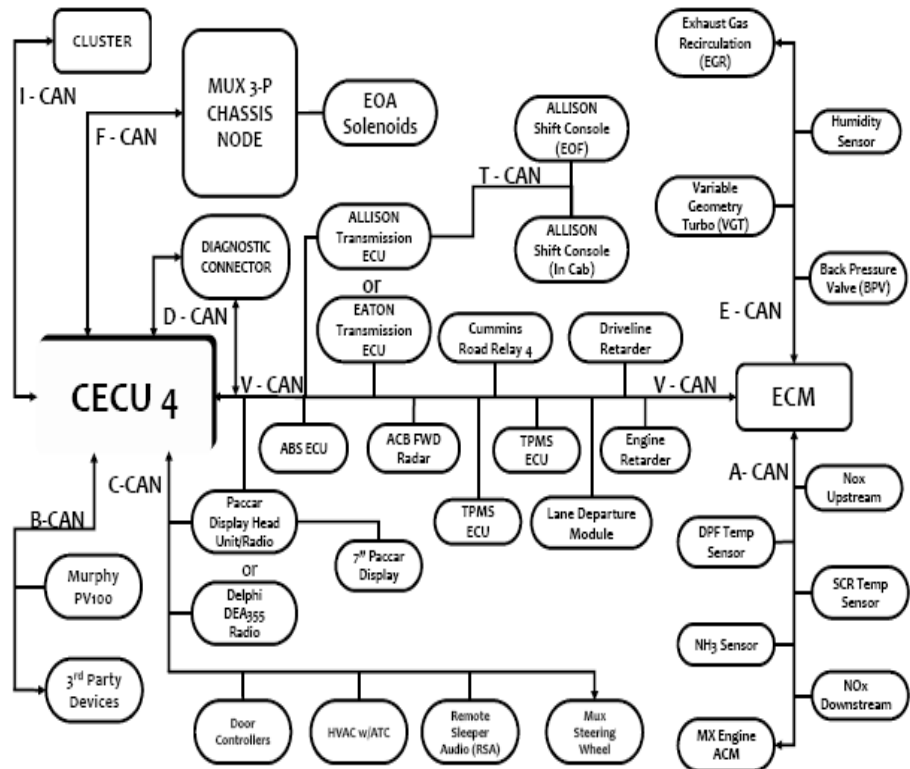 CLUSTER
I - CAN
F - CAN
MUX 3-P
CHASSIS
NODE
EOA
Solenoids
DIAGNOSTIC
CONNECTOR
D - CAN
ALLISON
Shift Console
(EOF)
T - CAN
ALLISON
Shift Console
(In Cab)
ALLISON
Transmission
ECU
or
EATON
Transmission
ECU
Cummins
Road Relay 4
Driveline
Retarder
CECU 4
V - CAN
V - CAN
ECM
ABS ECU
ACB FWD
Radar
TPMS
ECU
TPMS
ECU
Lane Departure
Module
Engine
Retarder
C-CAN
B-CAN
Paccar
Display Head
Unit/Radio
7" Paccar
Display
or
Delphi
DEA355
Radio
Murphy
PV100
3rd Party
Devices
Door
Controllers
HVAC w/ATC
Remote
Sleeper
Audio (RSA)
Mux
Steering
Wheel
Exhaust Gas
Recirculation
(EGR)
Humidity
Sensor
Variable
Geometry
Turbo (VGT)
Back Pressure
Valve (BPV)
E - CAN
A- CAN
Nox
Upstream
DPF Temp
Sensor
SCR Temp
Sensor
NH3 Sensor
NOx
Downstream
MX Engine
ACM